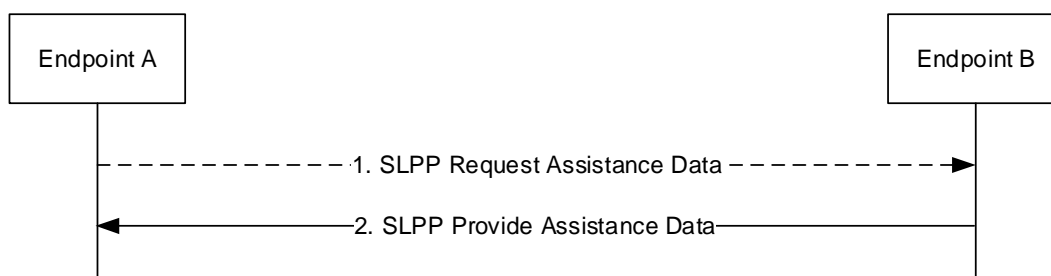 Endpoint A
Endpoint B
1. SLPP Request Assistance Data
2. SLPP Provide Assistance Data